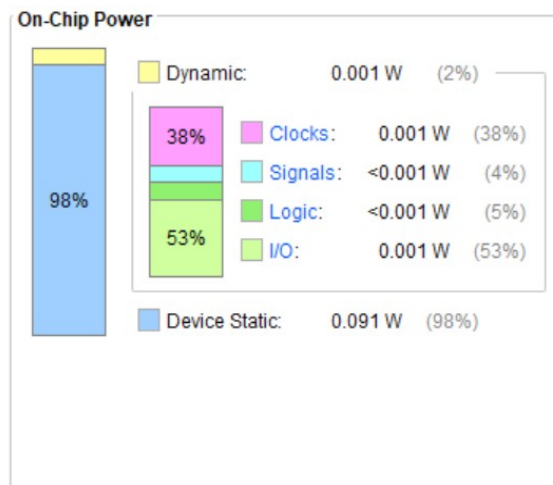 On-Chip Power
Dynamic: 0.001 W (2%)
38% Clocks: 0.001 W (38%)
Signals: <0.001 W (4%)
98% Logic: <0.001 W (5%)
53% I/O: 0.001 W (53%)
Device Static: 0.091 W (98%)